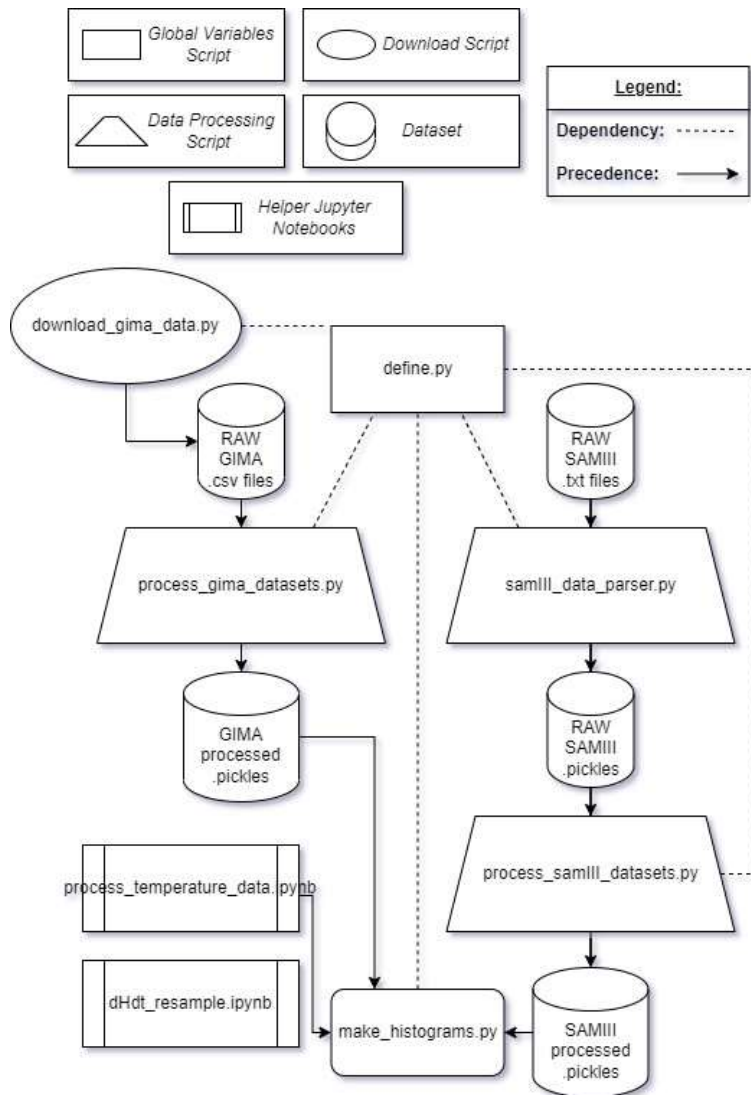 Global Variables
Script
Download Script
Data Processing
Script
Dataset
Helper Jupyter
Notebooks
Legend:
Dependency:
Precedence:
download_gima_data.py
define.py
RAW
GIMA
.csv files
RAW
SAMIII
.txt files
process_gima_datasets.py
samIII_data_parser.py
GIMA
processed
.pickles
RAW
SAMIII
.pickles
process_temperature_data.ipynb
process_samIII_datasets.py
dHdt_resample.ipynb
make_histograms.py
SAMIII
processed
.pickles